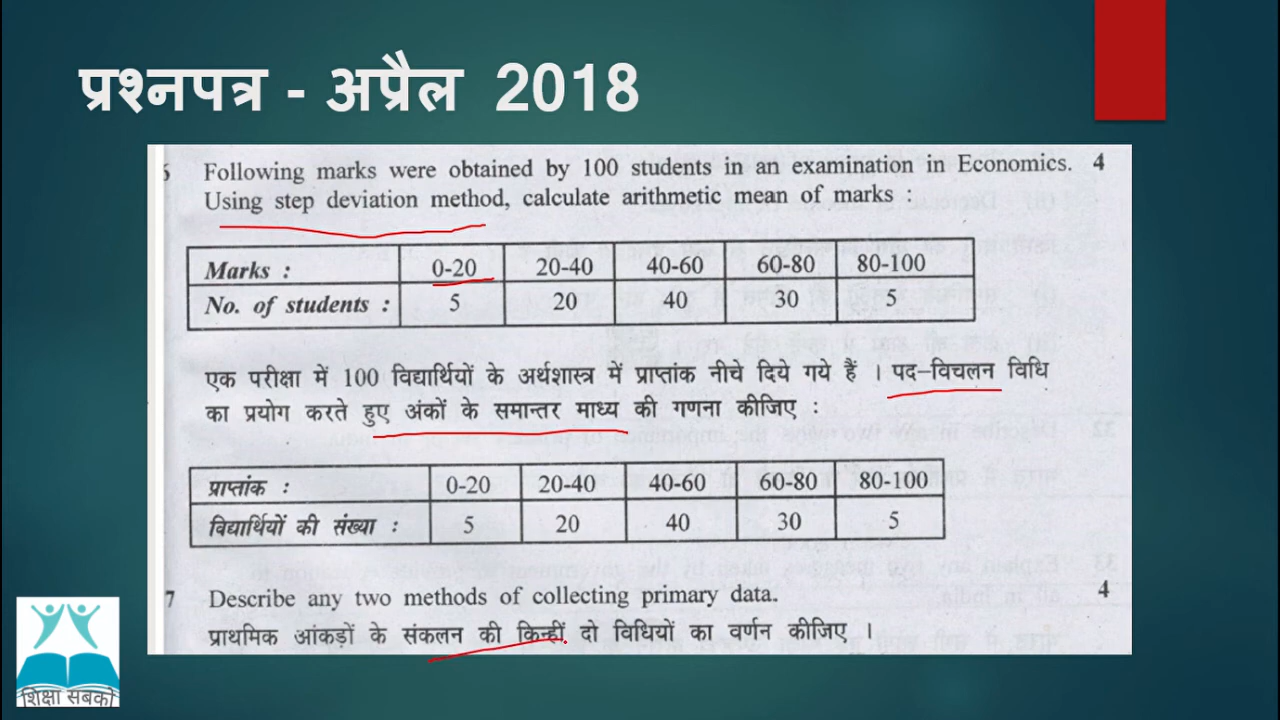 प्रश्नपत्र - अप्रैल 2018
Following marks were obtained by 100 students in an examination in Economics. 4
Using step deviation method, calculate arithmetic mean of marks :
Marks : 0-20 20-40 40-60 60-80 80-100
No. of students : 5 20 40 30 5
एक परीक्षा में 100 विद्यार्थियों के अर्थशास्त्र में प्राप्तांक नीचे दिये गये हैं । पद-विचलन विधि
का प्रयोग करते हुए अंकों के समान्तर माध्य की गणना कीजिए :
प्राप्तांक : 0-20 20-40 40-60 60-80 80-100
विद्यार्थियों की संख्या : 5 20 40 30 5
7 Describe any two methods of collecting primary data. 4
प्राथमिक आंकड़ों के संकलन की किन्हीं दो विधियों का वर्णन कीजिए ।
शिक्षा सबको